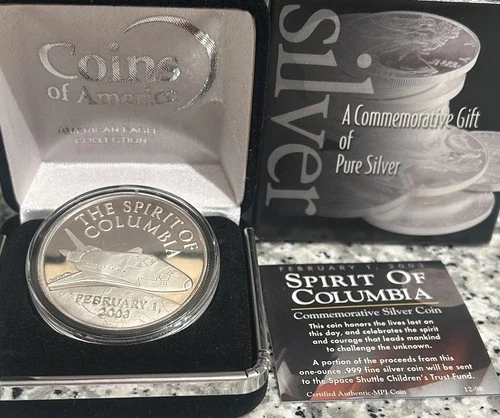 Coins
of America
AMERICAN EAGLE
COLLECTION
THE SPIRIT OF
COLUMBIA
FEBRUARY 1,
2003
silver
A Commemorative Gift
of
Pure Silver
FEBRUARY 1, 2003
SPIRIT OF
COLUMBIA
Commemorative Silver Coin
This coin honors the lives lost on
this day, and celebrates the spirit
and courage that leads mankind
to challenge the unknown.
A portion of the proceeds from this
one-ounce .999 fine silver coin will be sent
to the Space Shuttle Children's Trust Fund.
Certified Authentic-MPI Coin